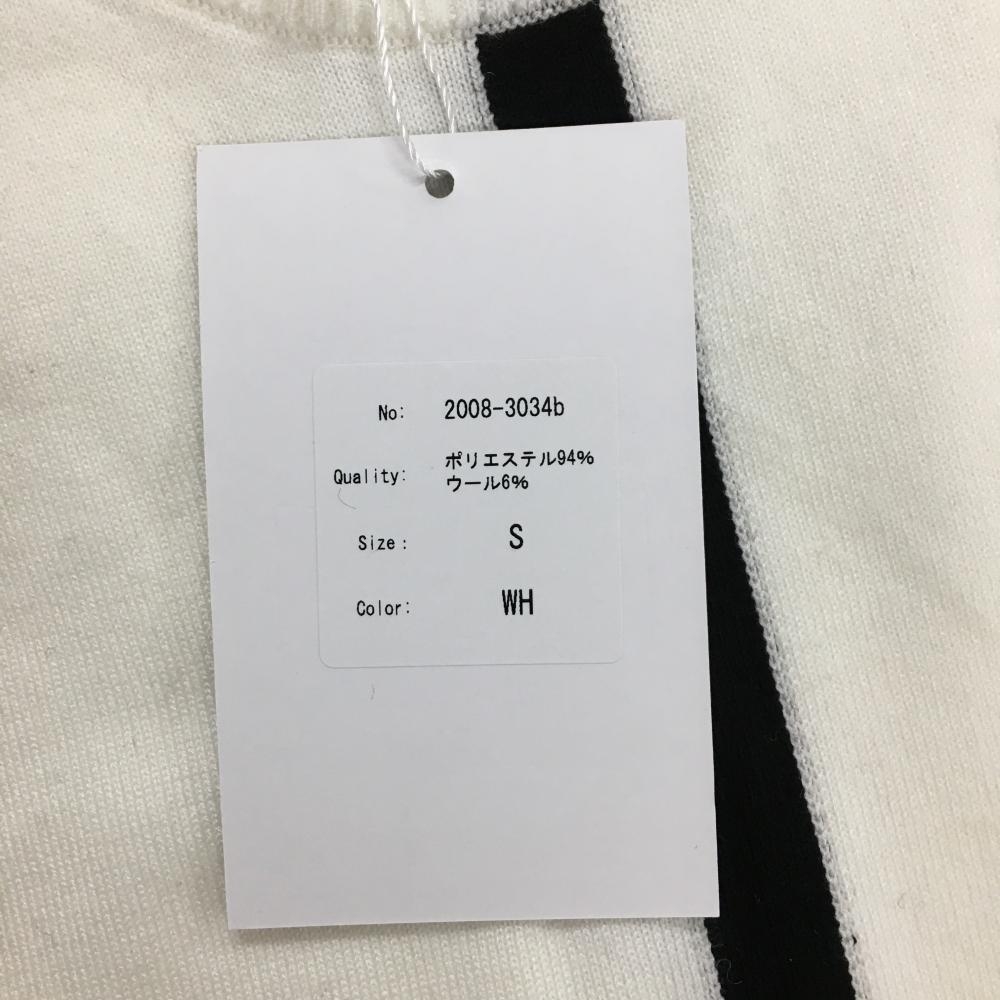 No: 2008-3034b
Quality: ポリエステル94%
ウール6%
Size: S
Color: WH